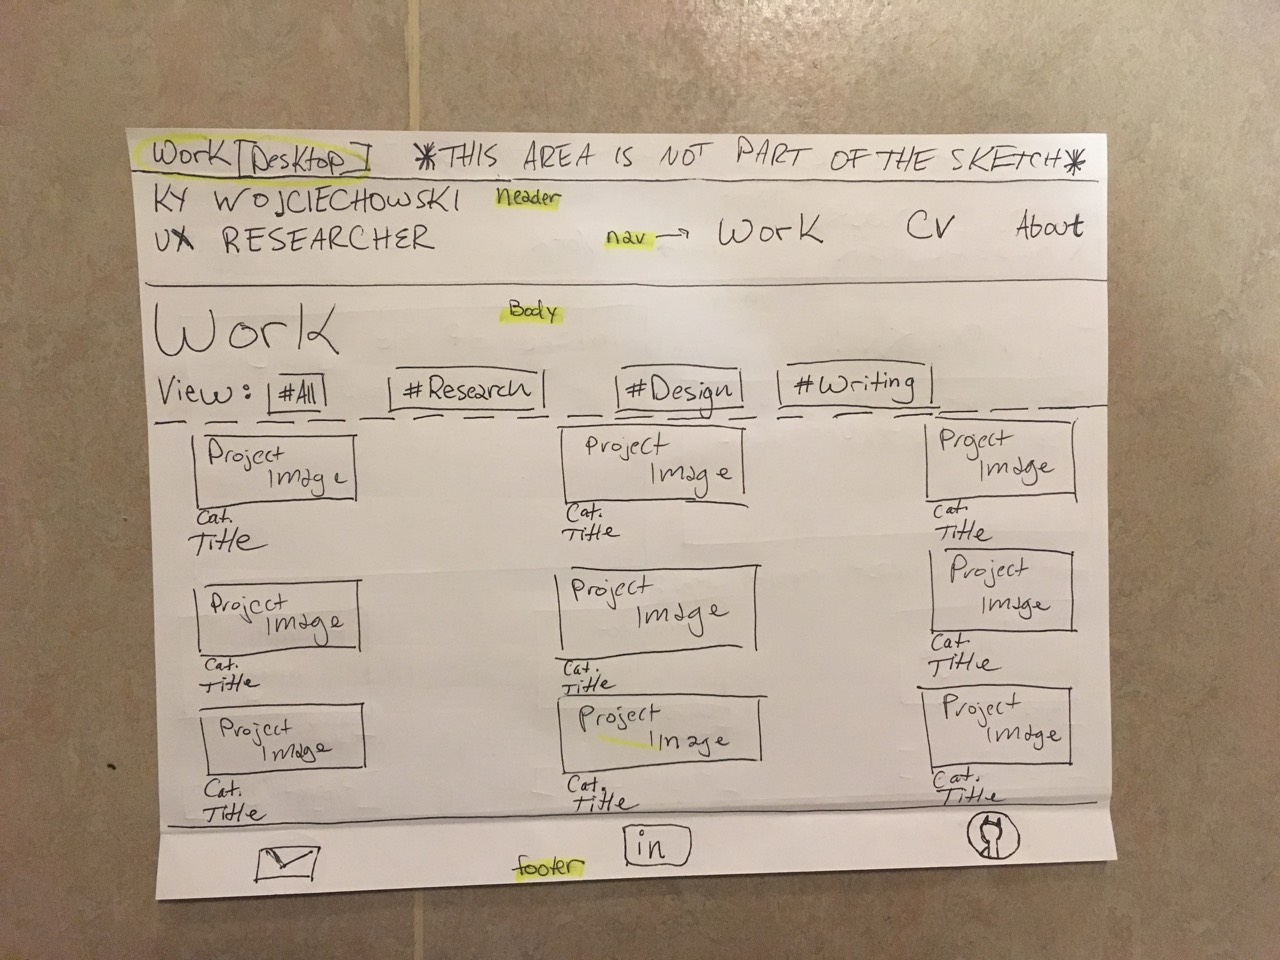 Work [Desktop] *THIS AREA IS NOT PART OF THE SKETCH*
KY WOJCIECHOWSKI header
UX RESEARCHER nav → Work CV About
Body
Work
View: #All #Research #Design #Writing
Project Image Project Image Project Image
Cat. Cat. Cat.
Title Title Title
Project Image Project Image Project Image
Cat. Cat. Cat.
Title Title Title
Project Image Project Image Project Image
Cat. Cat. Cat.
Title Title Title
in
footer